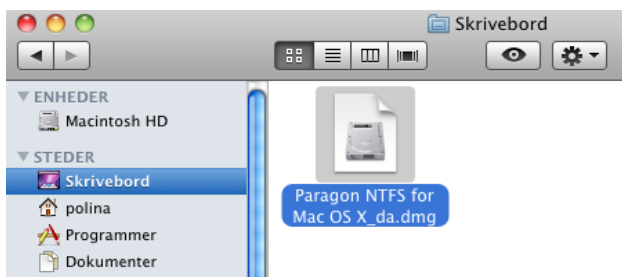 Skrivebord
ENHEDER
Macintosh HD
STEDER
Skrivebord
polina
Programmer
Dokumenter
Paragon NTFS for
Mac OS X_da.dmg